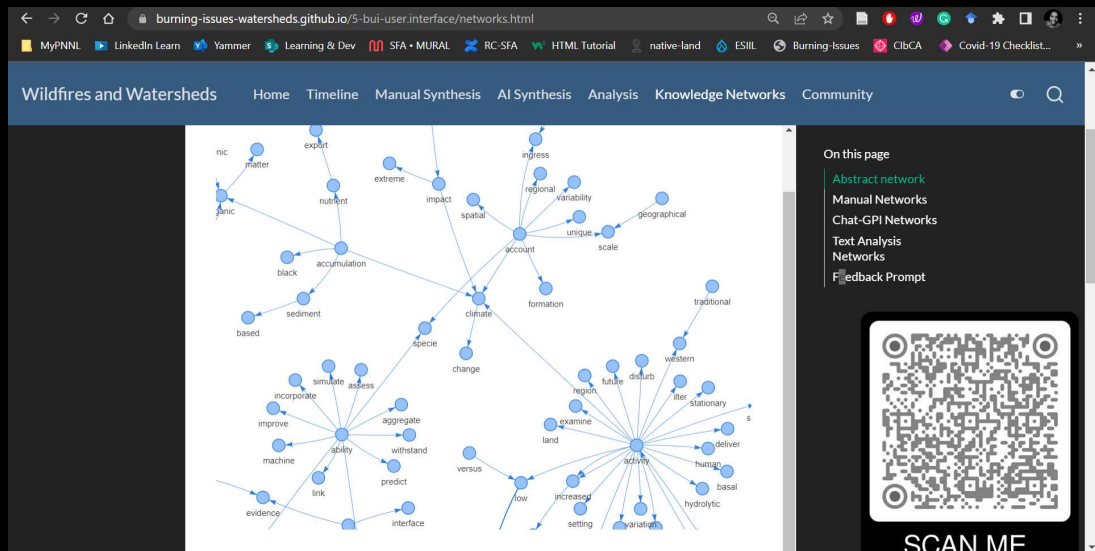 burning-issues-watersheds.github.io/5-bui-user.interface/networks.html
MyPNNL LinkedIn Learn Yammer Learning & Dev SFA • MURAL RC-SFA HTML Tutorial native-land ESIIL Burning-Issues CIbCA Covid-19 Checklist... »
Wildfires and Watersheds Home Timeline Manual Synthesis AI Synthesis Analysis Knowledge Networks Community
nic
matter
export
ingress
extreme
nutrient
impact
regional
variability
spatial
geographical
unique
scale
account
accumulation
black
formation
traditional
sediment
climate
based
specie
western
change
simulate
assess
region
future
disturb
incorporate
ilter
stationary
improve
aggregate
examine
land
deliver
machine
ability
withstand
versus
activity
human
link
predict
low
increased
basal
hydrolytic
evidence
interface
setting
variation
s
On this page
Abstract network
Manual Networks
Chat-GPI Networks
Text Analysis
Networks
Feedback Prompt
SCAN ME